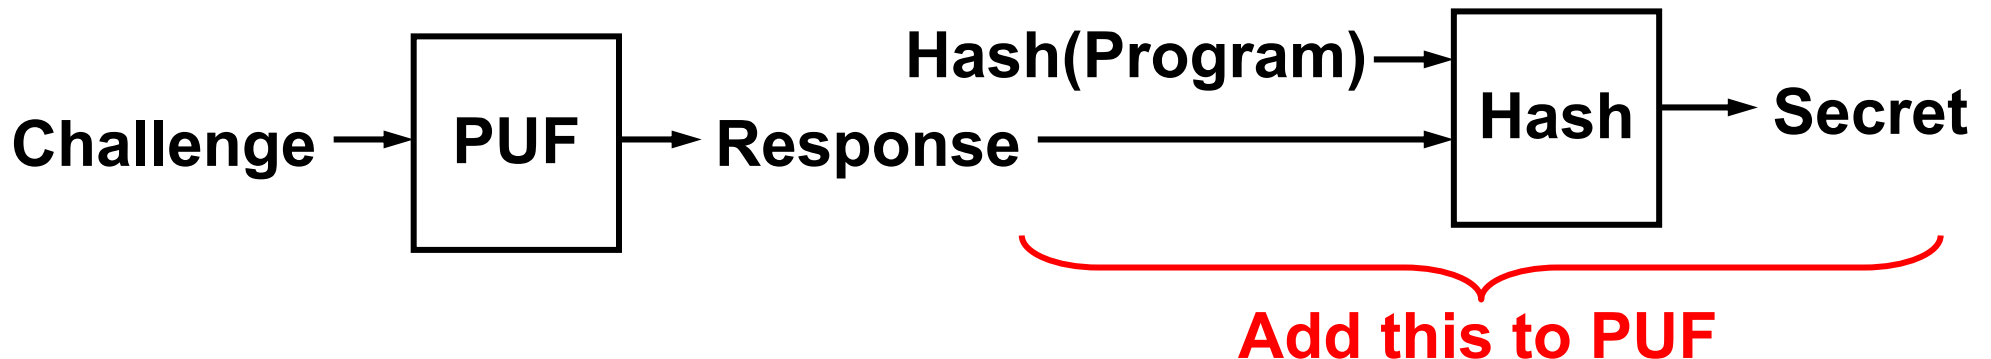 Challenge
PUF
Response
Hash(Program)
Hash
Secret
Add this to PUF